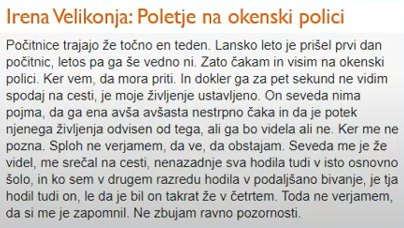 Irena Velikonja: Poletje na okenski polici
Počitnice trajajo že točno en teden. Lansko leto je prišel prvi dan
počitnic, letos pa ga še vedno ni. Zato čakam in visim na okenski
polici. Ker vem, da mora priti. In dokler ga za pet sekund ne vidim
spodaj na cesti, je moje življenje ustavljeno. On seveda nima
pojma, da ga ena avša avšasta nestrpno čaka in da je potek
njenega življenja odvisen od tega, ali ga bo videla ali ne. Ker me ne
pozna. Sploh ne verjamem, da ve, da obstajam. Seveda me je že
videl, me srečal na cesti, nenazadnje sva hodila tudi v isto osnovno
šolo, in ko sem v drugem razredu hodila v podaljšano bivanje, je tja
hodil tudi on, le da je bil on takrat že v četrtem. Toda ne verjamem,
da si me je zapomnil. Ne zbujam ravno pozornosti.